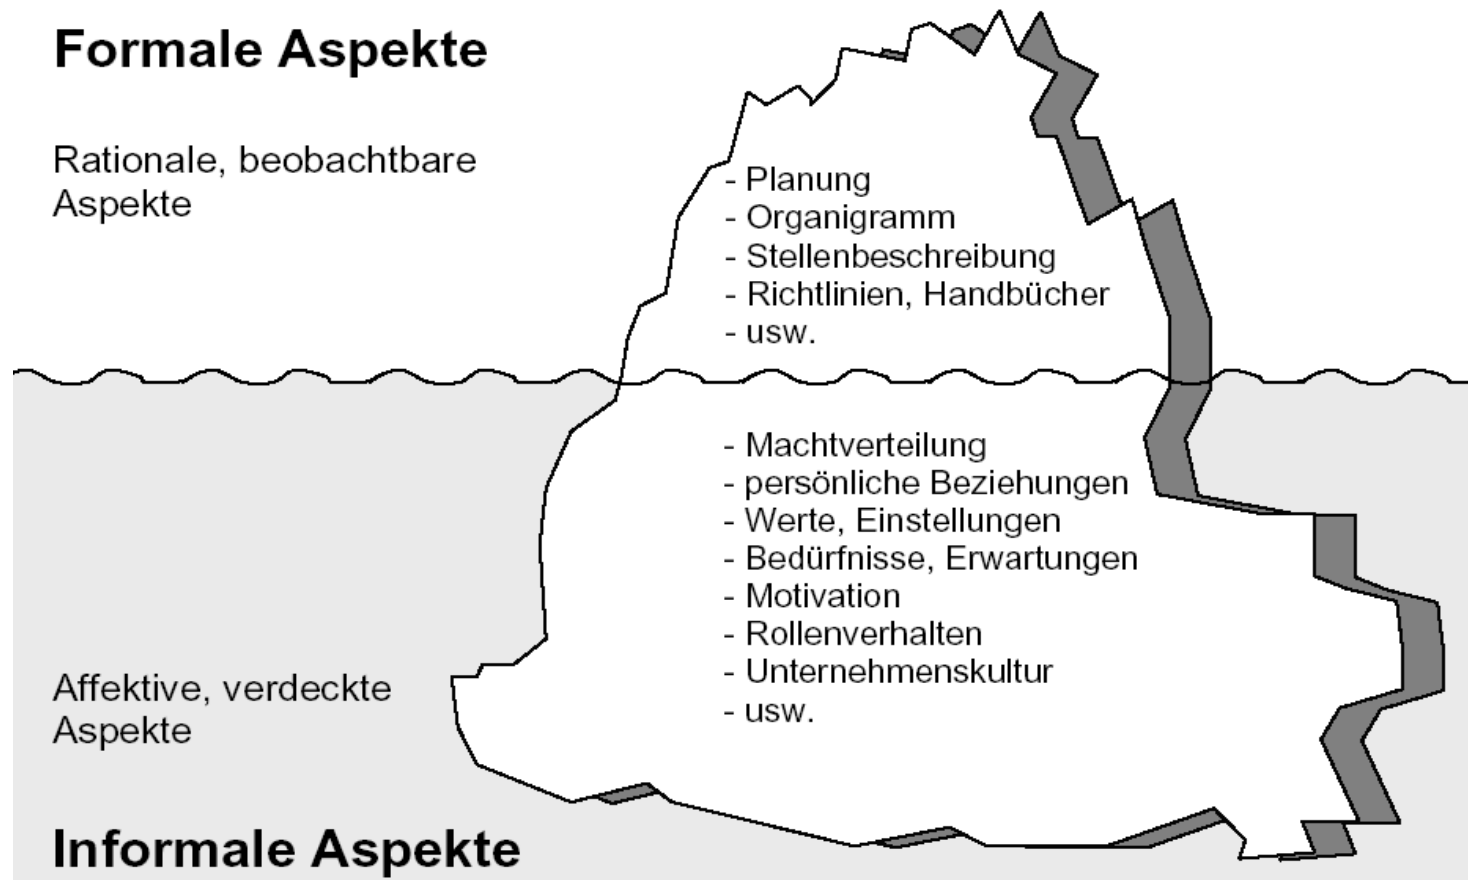 Formale Aspekte
Rationale, beobachtbare
Aspekte
- Planung
- Organigramm
- Stellenbeschreibung
- Richtlinien, Handbücher
- usw.
- Machtverteilung
- persönliche Beziehungen
- Werte, Einstellungen
- Bedürfnisse, Erwartungen
- Motivation
- Rollenverhalten
- Unternehmenskultur
- usw.
Affektive, verdeckte
Aspekte
Informale Aspekte